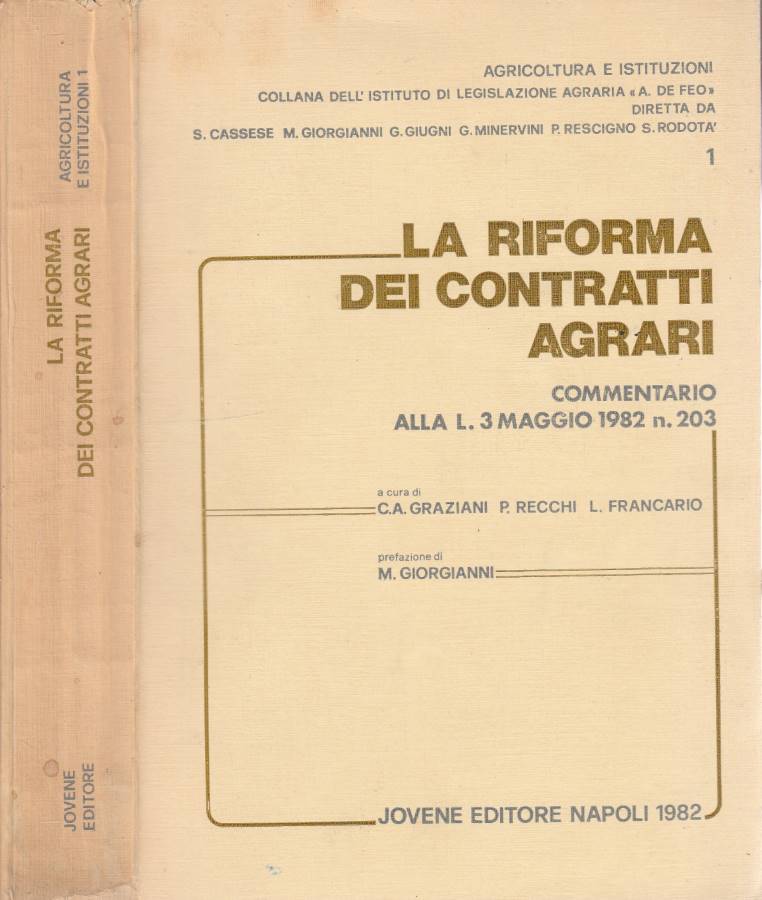 AGRICOLTURA
E ISTITUZIONI 1
LA RIFORMA
DEI CONTRATTI AGRARI
JOVENE
EDITORE
AGRICOLTURA E ISTITUZIONI
COLLANA DELL' ISTITUTO DI LEGISLAZIONE AGRARIA «A. DE FEO»
DIRETTA DA
S. CASSESE M. GIORGIANNI G. GIUGNI G. MINERVINI P. RESCIGNO S. RODOTA'
1
LA RIFORMA
DEI CONTRATTI
AGRARI
COMMENTARIO
ALLA L. 3 MAGGIO 1982 n. 203
a cura di
C.A. GRAZIANI P. RECCHI L. FRANCARIO
prefazione di
M. GIORGIANNI
JOVENE EDITORE NAPOLI 1982